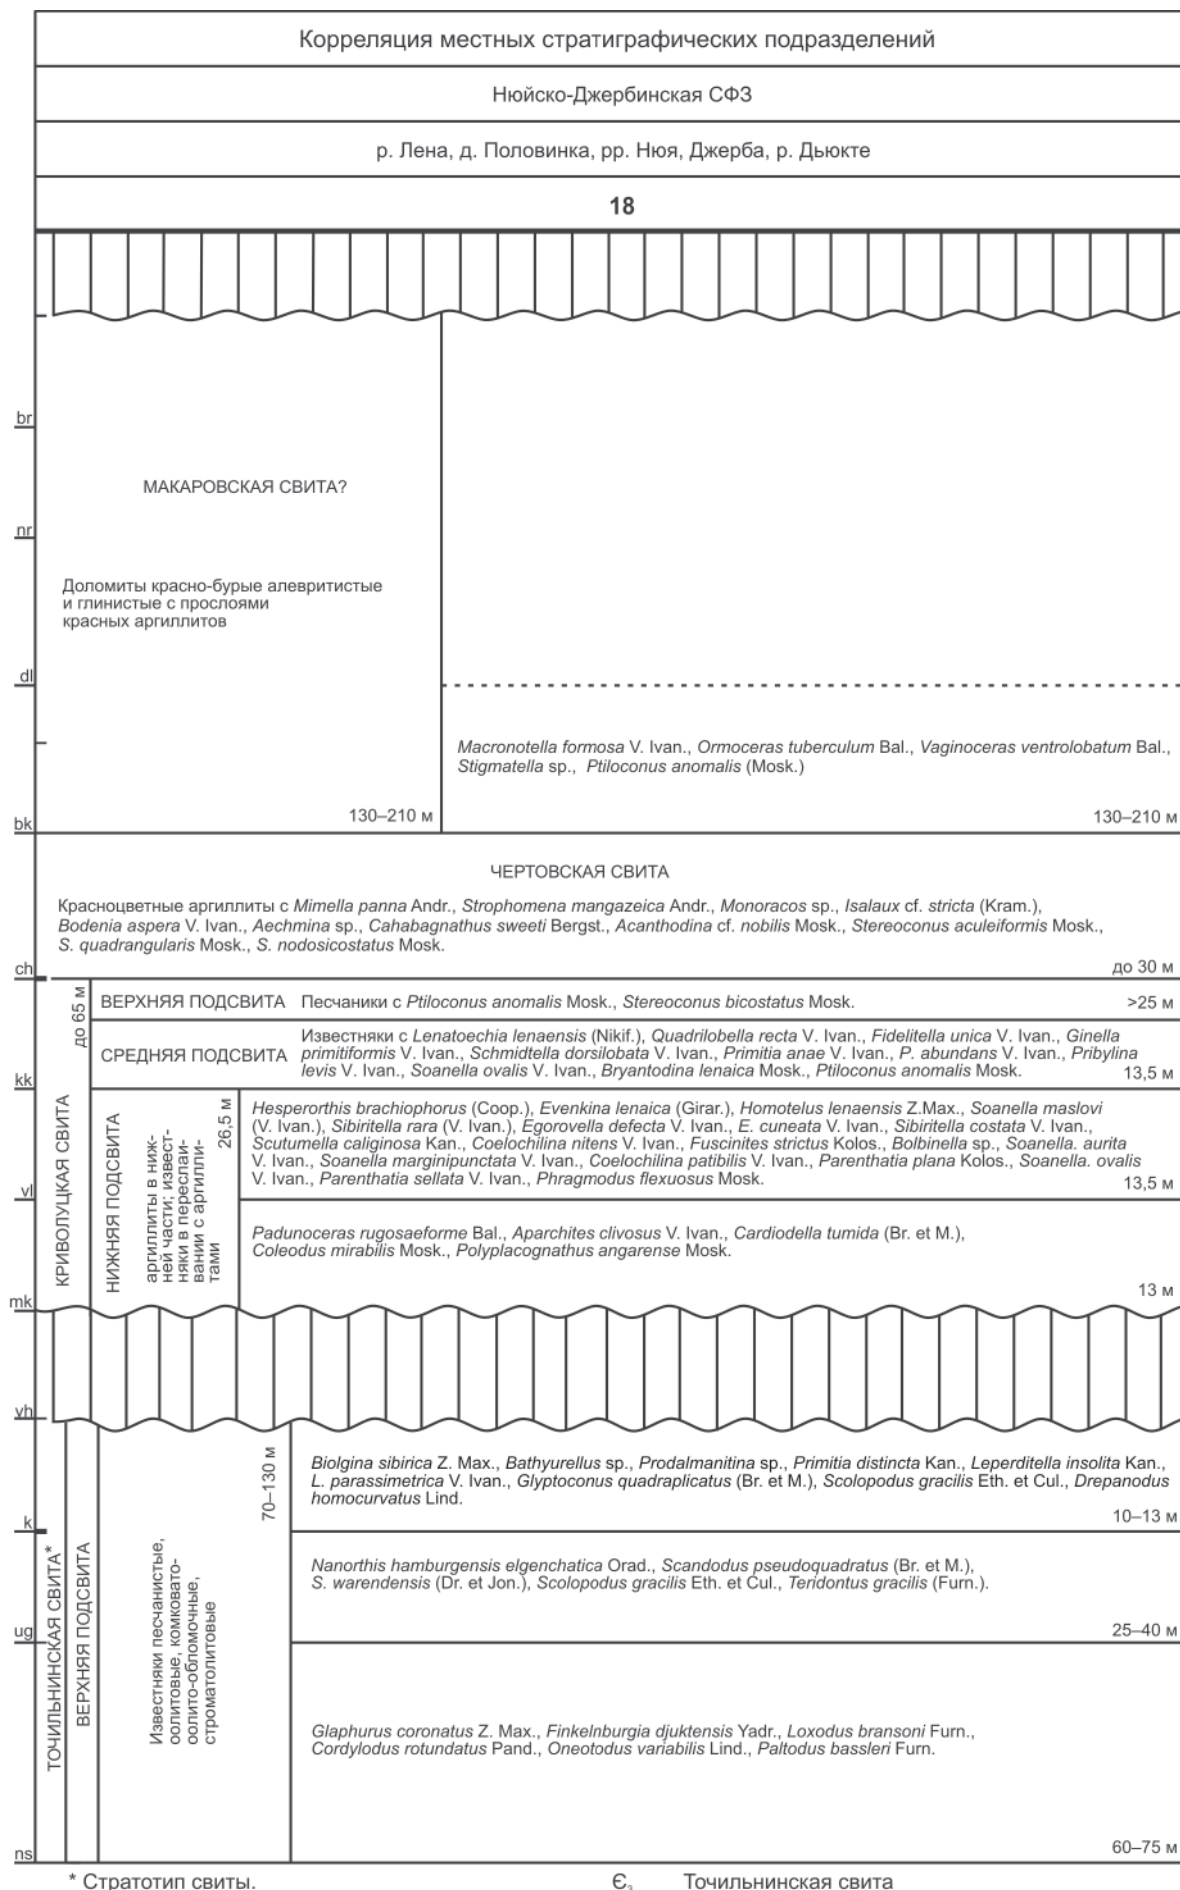 Корреляция местных стратиграфических подразделений
Нюйско-Джербинская СФЗ
р. Лена, д. Половинка, рр. Нюя, Джерба, р. Дьюкте
18
br
МАКАРОВСКАЯ СВИТА?
nr
Доломиты красно-бурые алевритистые
и глинистые с прослоями
красных аргиллитов
dl
Macronotella formosa V. Ivan., Ormoceras tuberculum Bal., Vaginoceras ventrolobatum Bal.,
Stigmatella sp., Ptiloconus anomalis (Mosk.)
130–210 м
130–210 м
bk
ЧЕРТОВСКАЯ СВИТА
Красноцветные аргиллиты с Mimella panna Andr., Strophomena mangazeica Andr., Monoracos sp., Isalaux cf. stricta (Kram.),
Bodenia aspera V. Ivan., Aechmina sp., Cahabagnathus sweeti Bergst., Acanthodina cf. nobilis Mosk., Stereoconus aculeiformis Mosk.,
S. quadrangularis Mosk., S. nodosicostatus Mosk.
до 30 м
ch
КРИВОЛУЦКАЯ СВИТА
до 65 м
ВЕРХНЯЯ ПОДСВИТА
Песчаники с Ptiloconus anomalis Mosk., Stereoconus bicostatus Mosk.
>25 м
СРЕДНЯЯ ПОДСВИТА
Известняки с Lenatoechia lenaensis (Nikif.), Quadrilobella recta V. Ivan., Fidelitella unica V. Ivan., Ginella
primitiformis V. Ivan., Schmidtella dorsilobata V. Ivan., Primitia anae V. Ivan., P. abundans V. Ivan., Pribylina
levis V. Ivan., Soanella ovalis V. Ivan., Bryantodina lenaica Mosk., Ptiloconus anomalis Mosk.
13,5 м
kk
НИЖНЯЯ ПОДСВИТА
аргиллиты в ниж-
ней части; извест-
няки в переслаи-
вании с аргилли-
тами
26,5 м
Hesperorthis brachiophorus (Coop.), Evenkina lenaica (Girar.), Homotelus lenaensis Z.Max., Soanella maslovi
(V. Ivan.), Sibiritella rara (V. Ivan.), Egorovella defecta V. Ivan., E. cuneata V. Ivan., Sibiritella costata V. Ivan.,
Scutumella caliginosa Kan., Coelochilina nitens V. Ivan., Fuscinites strictus Kolos., Bolbinella sp., Soanella. aurita
V. Ivan., Soanella marginipunctata V. Ivan., Coelochilina patibilis V. Ivan., Parenthatia plana Kolos., Soanella. ovalis
V. Ivan., Parenthatia sellata V. Ivan., Phragmodus flexuosus Mosk.
13,5 м
vl
Padunoceras rugosaeforme Bal., Aparchites clivosus V. Ivan., Cardiodella tumida (Br. et M.),
Coleodus mirabilis Mosk., Polyplacognathus angarense Mosk.
13 м
mk
vh
ТОЧИЛЬНИНСКАЯ СВИТА*
ВЕРХНЯЯ ПОДСВИТА
Известняки песчанистые,
оолитовые, комковато-
оолито-обломочные,
строматолитовые
70–130 м
Biolgina sibirica Z. Max., Bathyurellus sp., Prodalmanitina sp., Primitia distincta Kan., Leperditella insolita Kan.,
L. parassimetrica V. Ivan., Glyptoconus quadraplicatus (Br. et M.), Scolopodus gracilis Eth. et Cul., Drepanodus
homocurvatus Lind.
10–13 м
k
Nanorthis hamburgensis elgenchatica Orad., Scandodus pseudoquadratus (Br. et M.),
S. warendensis (Dr. et Jon.), Scolopodus gracilis Eth. et Cul., Teridontus gracilis (Furn.).
25–40 м
ug
Glaphurus coronatus Z. Max., Finkelnburgia djuktensis Yadr., Loxodus bransoni Furn.,
Cordylodus rotundatus Pand., Oneotodus variabilis Lind., Paltodus bassleri Furn.
60–75 м
ns
* Стратотип свиты.
Є₃ Точильнинская свита